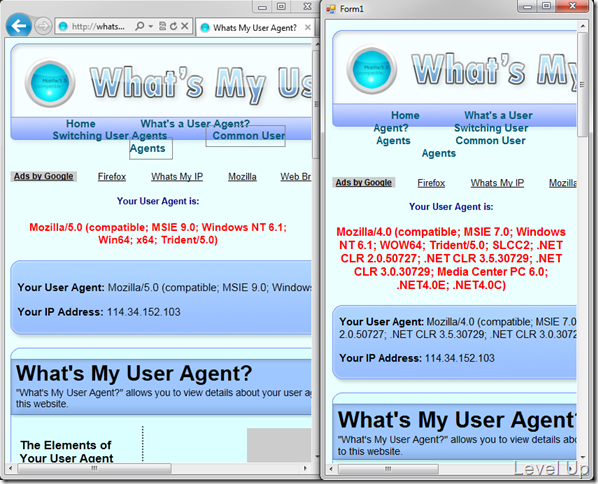 http://whats...
Whats My User Agent?
What's My Us
Home What's a User Agent?
Switching User Agents Common User
Agents
Ads by Google Firefox Whats My IP Mozilla Web Br
Your User Agent is:
Mozilla/5.0 (compatible; MSIE 9.0; Windows NT 6.1;
Win64; x64; Trident/5.0)
Your User Agent: Mozilla/5.0 (compatible; MSIE 9.0; Windows
Your IP Address: 114.34.152.103
What's My User Agent?
"What's My User Agent?" allows you to view details about your user ag
this website.
The Elements of
Your User Agent
Form1
What's My
Home What's a User
Agent? Switching User
Agents Common User
Agents
Ads by Google Firefox Whats My IP Mozilla
Your User Agent is:
Mozilla/4.0 (compatible; MSIE 7.0; Windows
NT 6.1; WOW64; Trident/5.0; SLCC2; .NET
CLR 2.0.50727; .NET CLR 3.5.30729; .NET
CLR 3.0.30729; Media Center PC 6.0;
.NET4.0E; .NET4.0C)
Your User Agent: Mozilla/4.0 (compatible; MSIE 7.0
2.0.50727; .NET CLR 3.5.30729; .NET CLR 3.0.3072
Your IP Address: 114.34.152.103
What's My User Agent?
"What's My User Agent?" allows you to view details abo
to this website.
Level Up